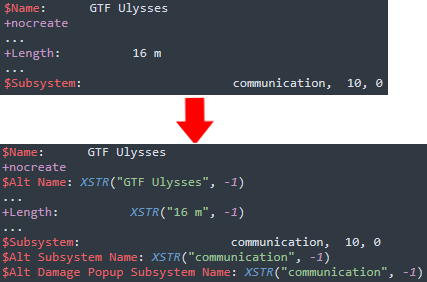 $Name: GTF Ulysses
+nocreate
...
+Length: 16 m
...
$Subsystem: communication, 10, 0
$Name: GTF Ulysses
+nocreate
$Alt Name: XSTR("GTF Ulysses", -1)
...
+Length: XSTR("16 m", -1)
...
$Subsystem: communication, 10, 0
$Alt Subsystem Name: XSTR("communication", -1)
$Alt Damage Popup Subsystem Name: XSTR("communication", -1)